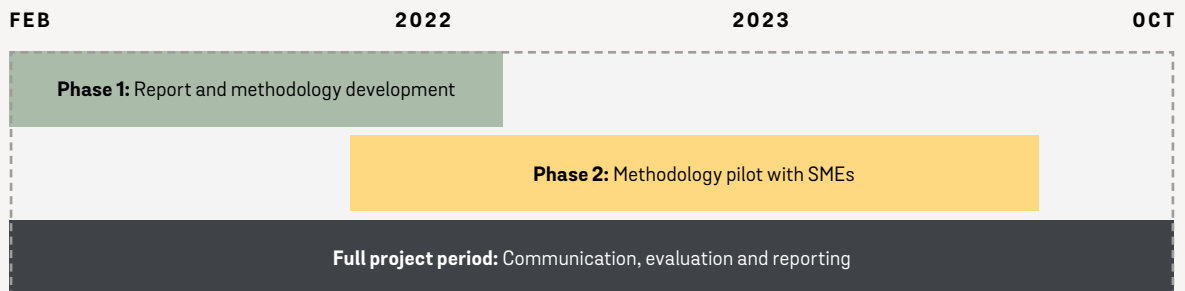 FEB 2022 2023 OCT
Phase 1: Report and methodology development
Phase 2: Methodology pilot with SMEs
Full project period: Communication, evaluation and reporting